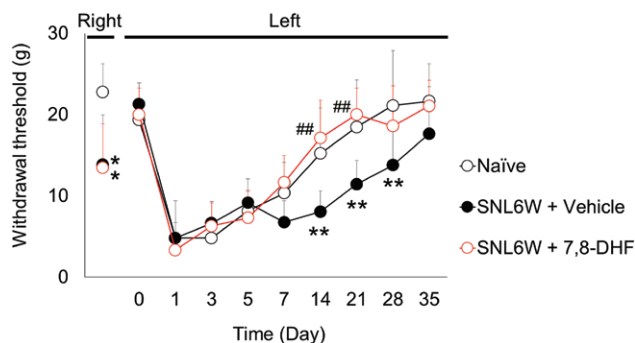 Right Left
30
20
10
0
Withdrawal threshold (g)
*
*
##
##
**
**
**
0 1 3 5 7 14 21 28 35
Time (Day)
Naïve
SNL6W + Vehicle
SNL6W + 7,8-DHF